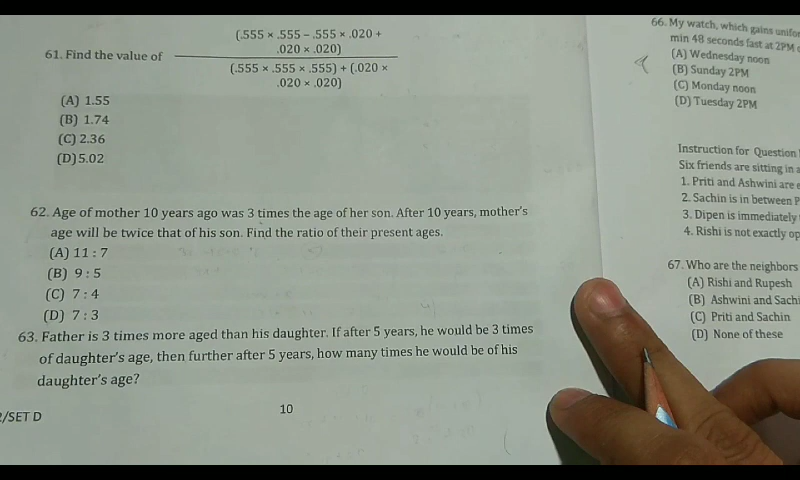 (.555 × .555 − .555 × .020 +
.020 × .020)
61. Find the value of
(.555 × .555 × .555) + (.020 ×
.020 × .020)
(A) 1.55
(B) 1.74
(C) 2.36
(D) 5.02
62. Age of mother 10 years ago was 3 times the age of her son. After 10 years, mother's
age will be twice that of his son. Find the ratio of their present ages.
(A) 11 : 7
(B) 9 : 5
(C) 7 : 4
(D) 7 : 3
63. Father is 3 times more aged than his daughter. If after 5 years, he would be 3 times
of daughter's age, then further after 5 years, how many times he would be of his
daughter's age?
/SET D
10
66. My watch, which gains
min 48 seconds fast at 2PM
(A) Wednesday noon
(B) Sunday 2PM
(C) Monday noon
(D) Tuesday 2PM
Instruction for Question
Six friends are sitting in a
1. Priti and Ashwini are
2. Sachin is in between
3. Dipen is immediately
4. Rishi is not exactly
67. Who are the neighbors
(A) Rishi and Rupesh
(B) Ashwini and Sachi
(C) Priti and Sachin
(D) None of these